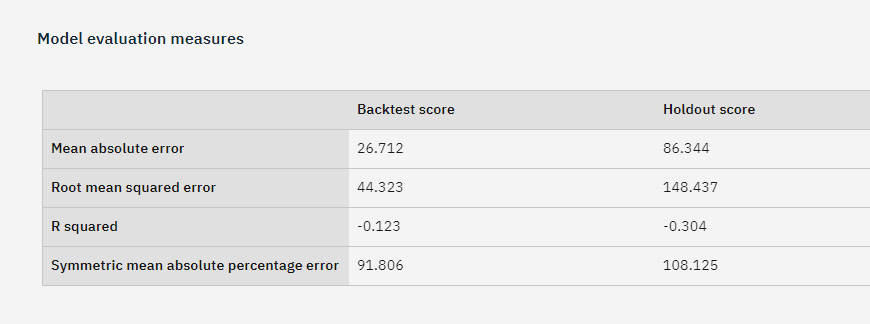 Model evaluation measures
Backtest score Holdout score
Mean absolute error 26.712 86.344
Root mean squared error 44.323 148.437
R squared -0.123 -0.304
Symmetric mean absolute percentage error 91.806 108.125